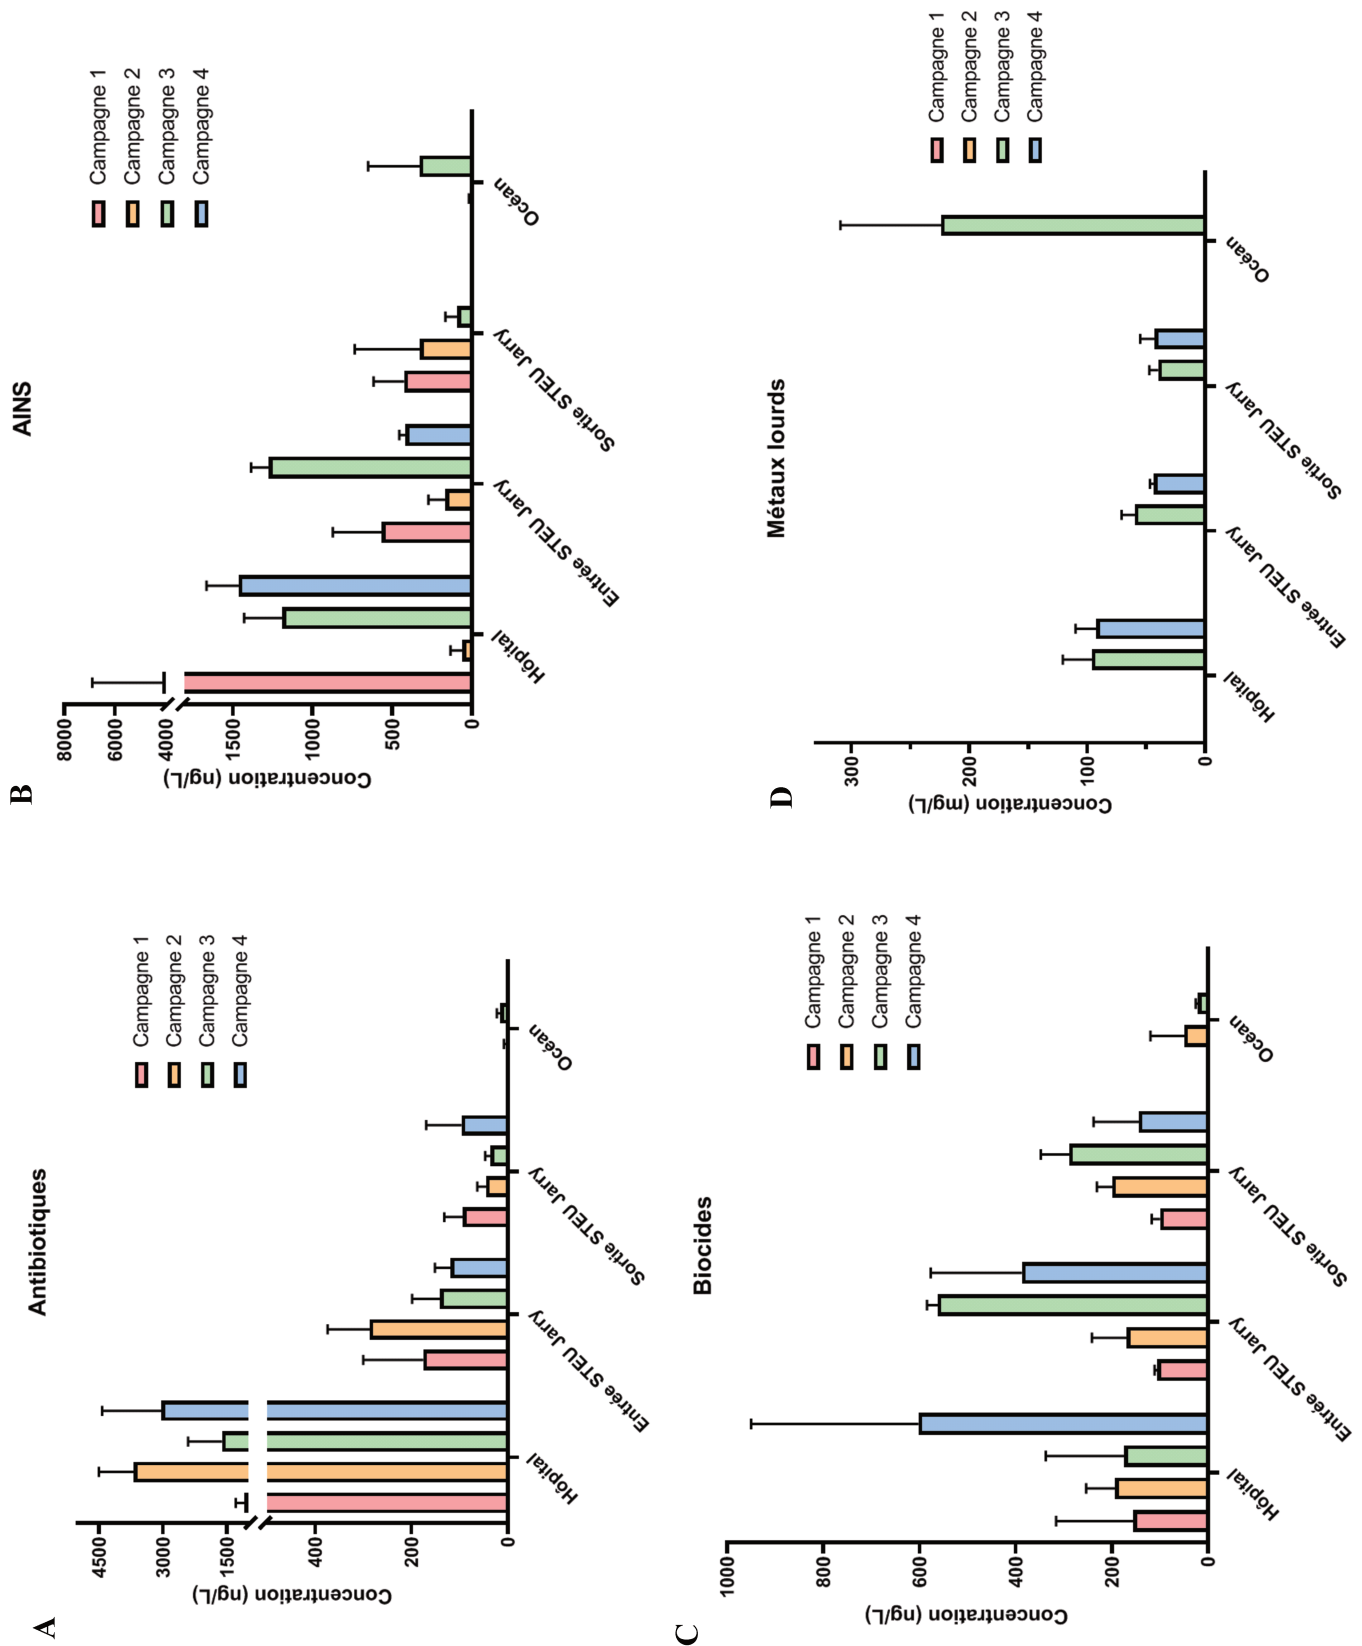 A
Antibiotiques
Concentration (ng/L)
4500
3000
1500
400
200
0
Hôpital
Entrée STEU Jarry
Sortie STEU Jarry
Océan
Campagne 1
Campagne 2
Campagne 3
Campagne 4
B
AINS
Concentration (ng/L)
8000
6000
4000
1500
1000
500
0
Hôpital
Entrée STEU Jarry
Sortie STEU Jarry
Océan
Campagne 1
Campagne 2
Campagne 3
Campagne 4
C
Biocides
Concentration (ng/L)
1000
800
600
400
200
0
Hôpital
Entrée STEU Jarry
Sortie STEU Jarry
Océan
Campagne 1
Campagne 2
Campagne 3
Campagne 4
D
Métaux lourds
Concentration (mg/L)
300
200
100
0
Hôpital
Entrée STEU Jarry
Sortie STEU Jarry
Océan
Campagne 1
Campagne 2
Campagne 3
Campagne 4